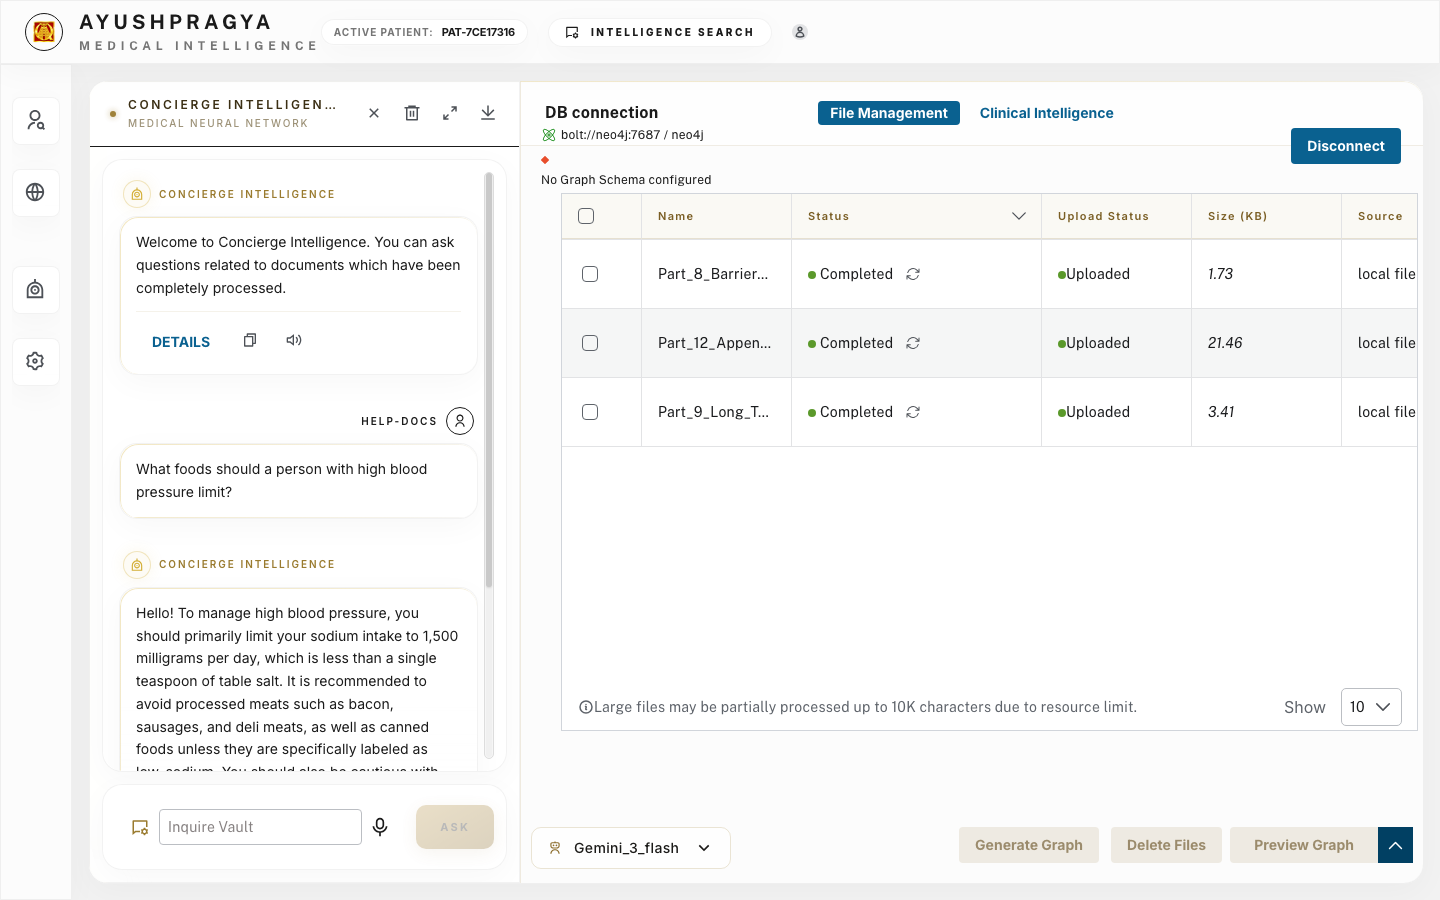 AYUSHPRAGYA
MEDICAL INTELLIGENCE
ACTIVE PATIENT: PAT-7CE17316
INTELLIGENCE SEARCH
CONCIERGE INTELLIGEN...
MEDICAL NEURAL NETWORK
CONCIERGE INTELLIGENCE
Welcome to Concierge Intelligence. You can ask
questions related to documents which have been
completely processed.
DETAILS
HELP-DOCS
What foods should a person with high blood
pressure limit?
CONCIERGE INTELLIGENCE
Hello! To manage high blood pressure, you
should primarily limit your sodium intake to 1,500
milligrams per day, which is less than a single
teaspoon of table salt. It is recommended to
avoid processed meats such as bacon,
sausages, and deli meats, as well as canned
foods unless they are specifically labeled as
low-sodium. You should also be cautious with
Inquire Vault
ASK
DB connection
bolt://neo4j:7687 / neo4j
No Graph Schema configured
File Management
Clinical Intelligence
Disconnect
Name Status Upload Status Size (KB) Source
Part_8_Barrier... Completed Uploaded 1.73 local file
Part_12_Appen... Completed Uploaded 21.46 local file
Part_9_Long_T... Completed Uploaded 3.41 local file
Large files may be partially processed up to 10K characters due to resource limit.
Show 10
Gemini_3_flash
Generate Graph
Delete Files
Preview Graph